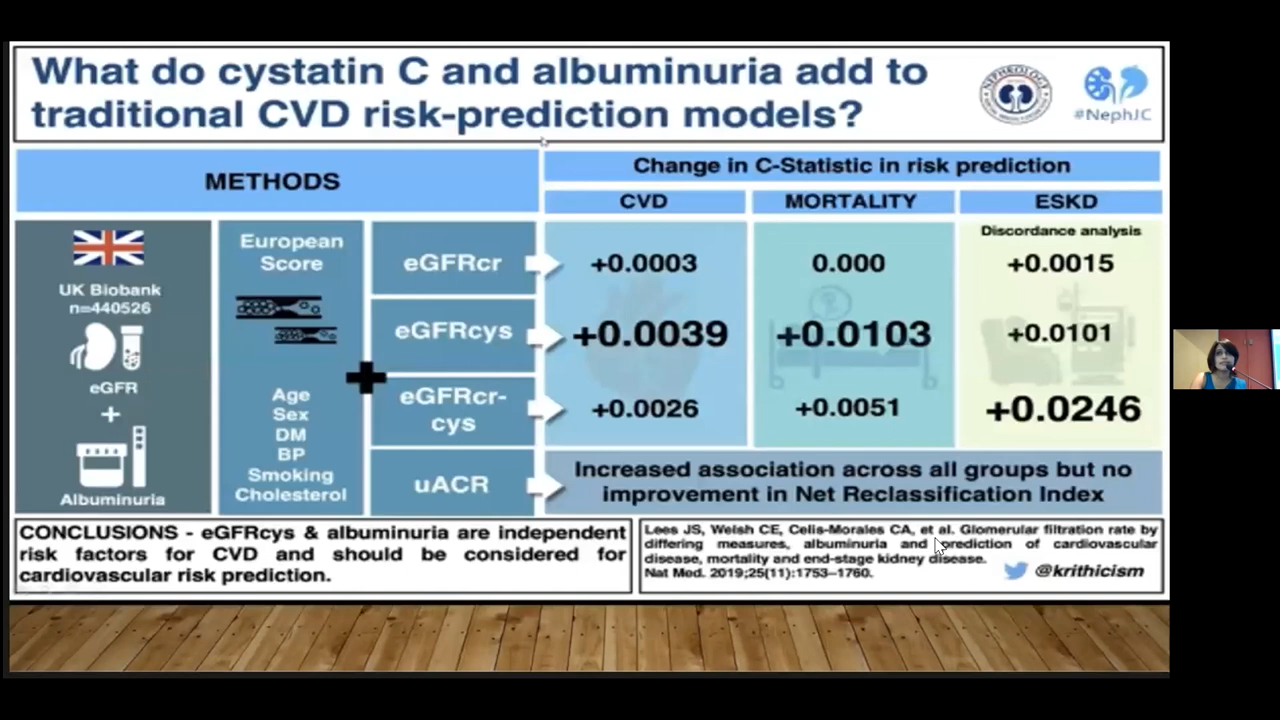 What do cystatin C and albuminuria add to
traditional CVD risk-prediction models?
#NephJC
METHODS
Change in C-Statistic in risk prediction
CVD
MORTALITY
ESKD
UK Biobank
n=440526
eGFR
+
Albuminuria
European
Score
Age
Sex
DM
BP
Smoking
Cholesterol
Discordance analysis
eGFRcr
+0.0003
0.000
+0.0015
eGFRcys
+0.0039
+0.0103
+0.0101
eGFRcr-
cys
+0.0026
+0.0051
+0.0246
uACR
Increased association across all groups but no
improvement in Net Reclassification Index
CONCLUSIONS - eGFRcys & albuminuria are independent
risk factors for CVD and should be considered for
cardiovascular risk prediction.
Lees JS, Welsh CE, Celis-Morales CA, et al. Glomerular filtration rate by
differing measures, albuminuria and prediction of cardiovascular
disease, mortality and end-stage kidney disease.
Nat Med. 2019;25(11):1753–1760.
@krithicism